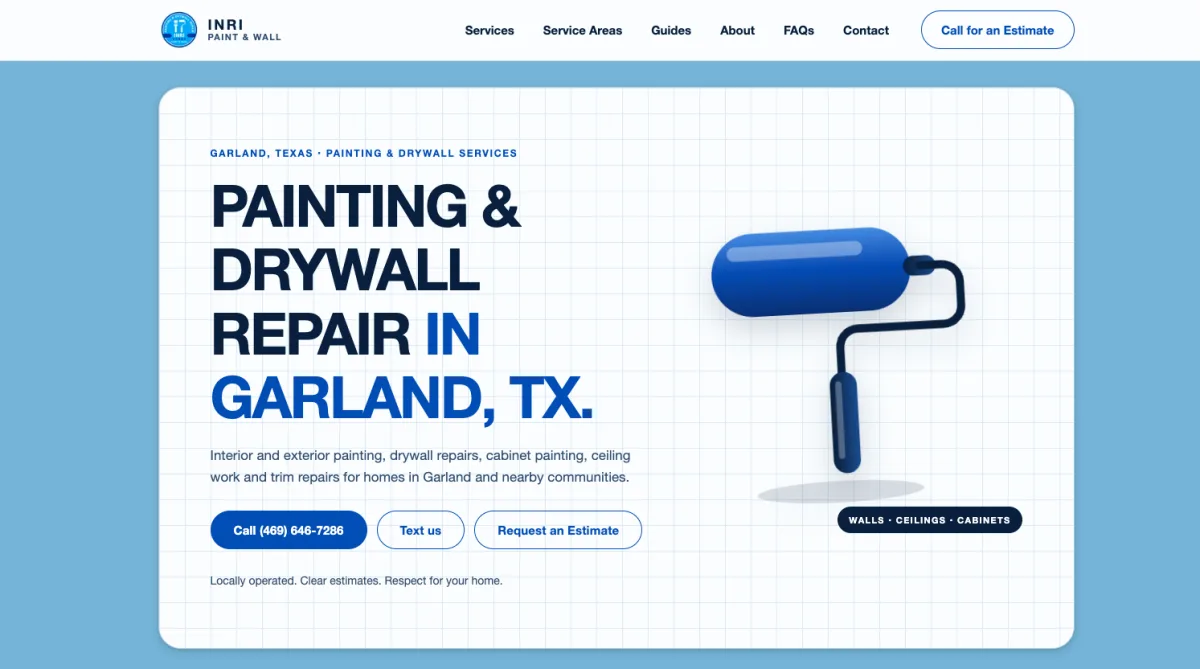 INRI
PAINT & WALL
Services
Service Areas
Guides
About
FAQs
Contact
Call for an Estimate
GARLAND, TEXAS · PAINTING & DRYWALL SERVICES
PAINTING &
DRYWALL
REPAIR IN
GARLAND, TX.
Interior and exterior painting, drywall repairs, cabinet painting, ceiling
work and trim repairs for homes in Garland and nearby communities.
Call (469) 646-7286
Text us
Request an Estimate
WALLS · CEILINGS · CABINETS
Locally operated. Clear estimates. Respect for your home.